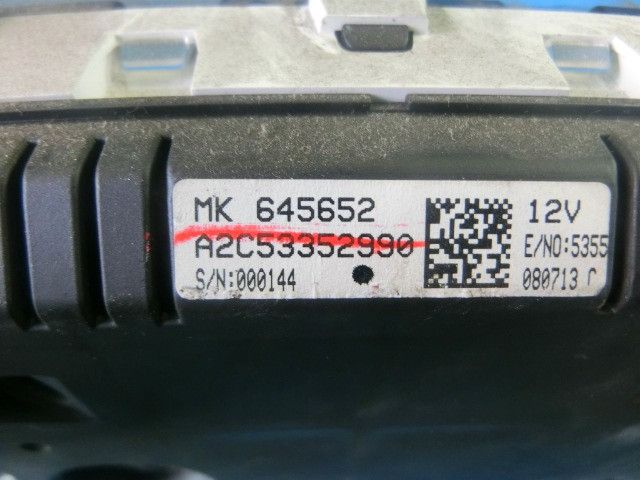 MK 645652
A2C53352990
S/N:000144
12V
E/NO:5355
080713 r